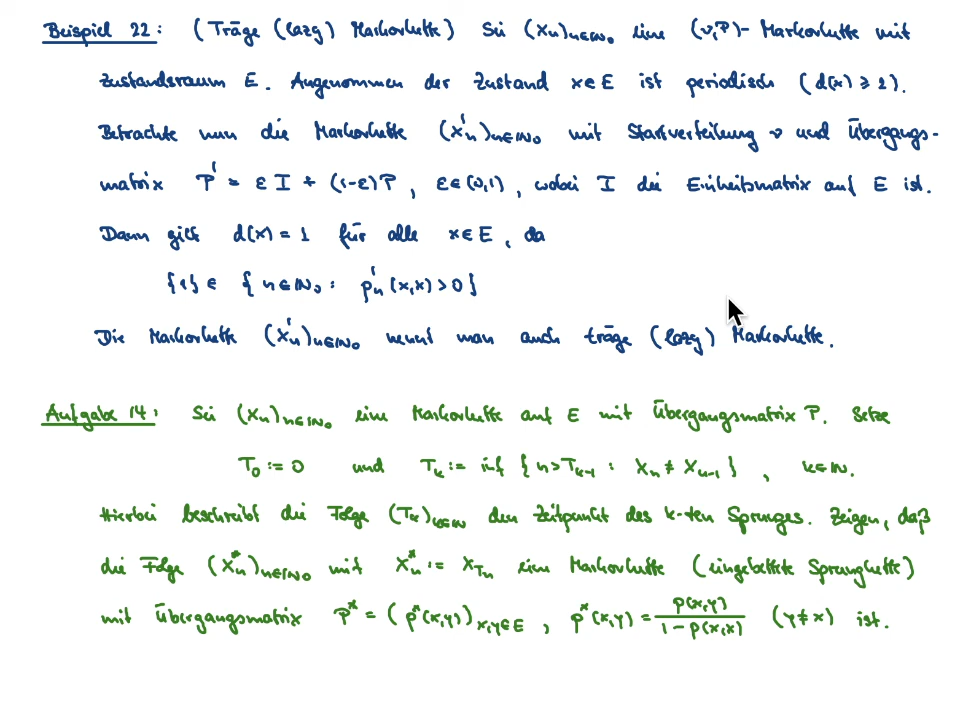 Beispiel 22: (Träge (lazy) Markovkette) Sei (Xₙ)ₙ∈ℕ₀ eine (ν,P)-Markovkette mit
Zustandsraum E. Angenommen der Zustand x∈E ist periodisch (d(x) ≥ 2).
Betrachte nun die Markovkette (X'ₙ)ₙ∈ℕ₀ mit Startverteilung ν und Übergangs-
matrix P' = εI + (1-ε)P, ε∈(0,1), wobei I die Einheitsmatrix auf E ist.
Dann gilt d(x) = 1 für alle x∈E, da
{1} ∈ {n∈ℕ₀: p'ₙ(x,x) > 0}
Die Markovkette (X'ₙ)ₙ∈ℕ₀ nennt man auch träge (lazy) Markovkette.
Aufgabe 14: Sei (Xₙ)ₙ∈ℕ₀ eine Markovkette auf E mit Übergangsmatrix P. Setze
T₀ := 0 und Tₖ := inf {n > Tₖ₋₁ : Xₙ ≠ Xₙ₋₁}, k∈ℕ.
Hierbei beschreibt die Folge (Tₖ)ₖ∈ℕ den Zeitpunkt des k-ten Sprunges. Zeigen, daß
die Folge (X*ₙ)ₙ∈ℕ₀ mit X*ₙ := X_Tₙ eine Markovkette (eingebettete Sprungkette)
mit Übergangsmatrix P* = (p*(x,y))ₓ,ᵧ∈E, p*(x,y) = p(x,y) / (1 - p(x,x)) (y≠x) ist.